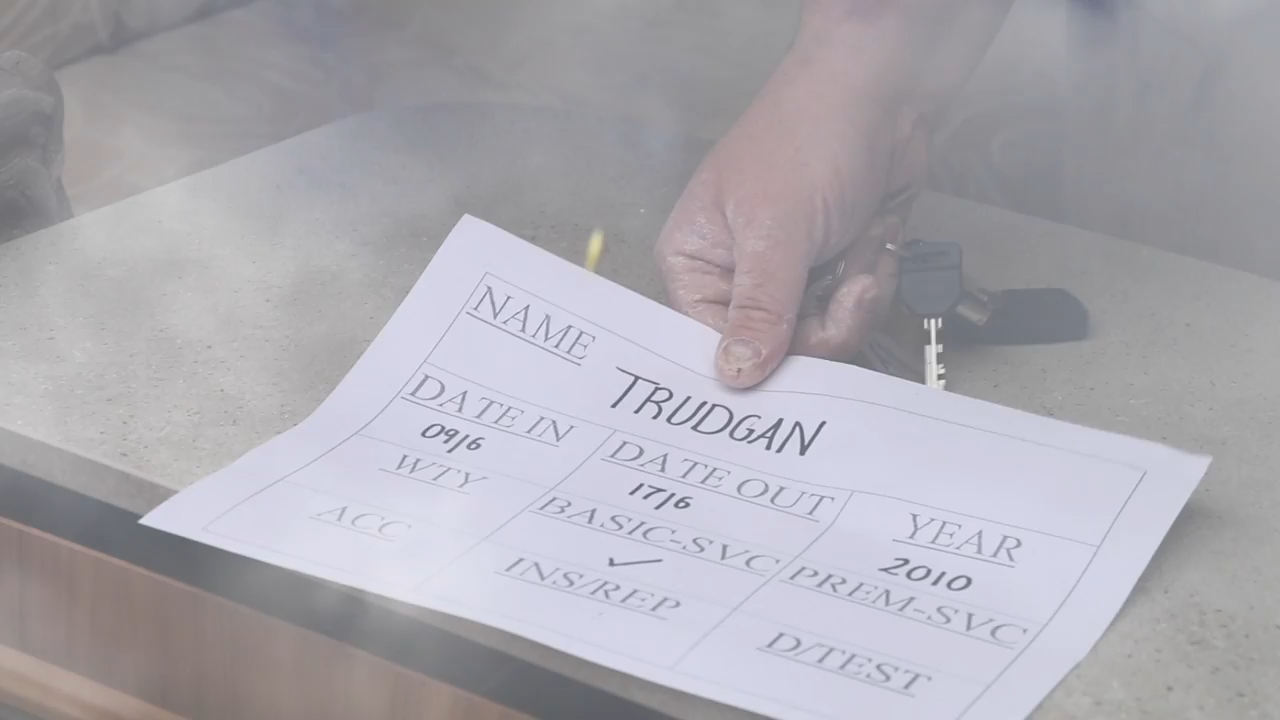 NAME
TRUDGAN
DATE IN DATE OUT YEAR
09/6 17/6 2010
WTY BASIC-SVC PREM-SVC
✓
ACC INS/REP D/TEST